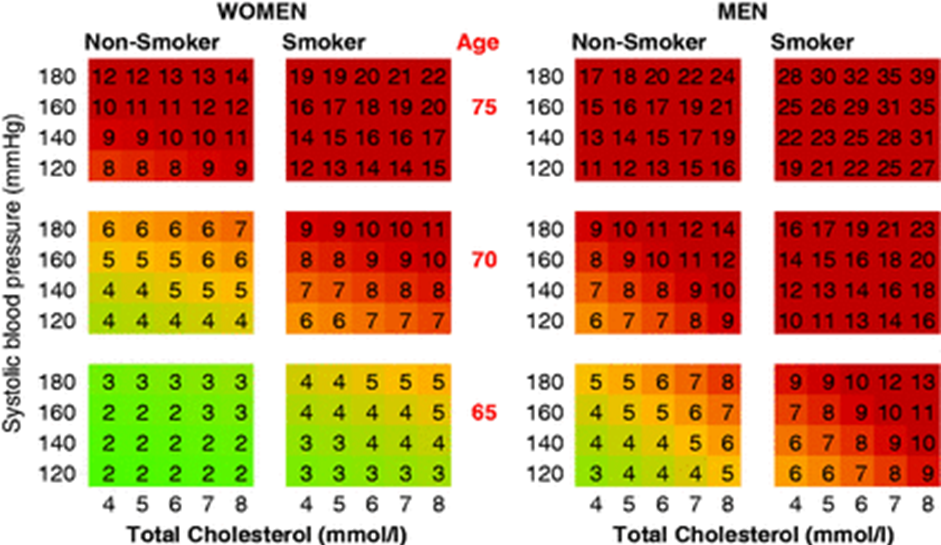 WOMEN MEN
Non-Smoker Smoker Age Non-Smoker Smoker
Systolic blood pressure (mmHg)
180 12 12 13 13 14 19 19 20 21 22 180 17 18 20 22 24 28 30 32 35 39
160 10 11 11 12 12 16 17 18 19 20 75 160 15 16 17 19 21 25 26 29 31 35
140 9 9 10 10 11 14 15 16 16 17 140 13 14 15 17 19 22 23 25 28 31
120 8 8 8 9 9 12 13 14 14 15 120 11 12 13 15 16 19 21 22 25 27
180 6 6 6 6 7 9 9 10 10 11 180 9 10 11 12 14 16 17 19 21 23
160 5 5 5 6 6 8 8 9 9 10 70 160 8 9 10 11 12 14 15 16 18 20
140 4 4 5 5 5 7 7 8 8 8 140 7 8 8 9 10 12 13 14 16 18
120 4 4 4 4 4 6 6 7 7 7 120 6 7 7 8 9 10 11 13 14 16
180 3 3 3 3 3 4 4 5 5 5 180 5 5 6 7 8 9 9 10 12 13
160 2 2 2 3 3 4 4 4 4 5 65 160 4 5 5 6 7 7 8 9 10 11
140 2 2 2 2 2 3 3 4 4 4 140 4 4 4 5 6 6 7 8 9 10
120 2 2 2 2 2 3 3 3 3 3 120 3 4 4 4 5 6 6 7 8 9
4 5 6 7 8 4 5 6 7 8 4 5 6 7 8 4 5 6 7 8
Total Cholesterol (mmol/l) Total Cholesterol (mmol/l)